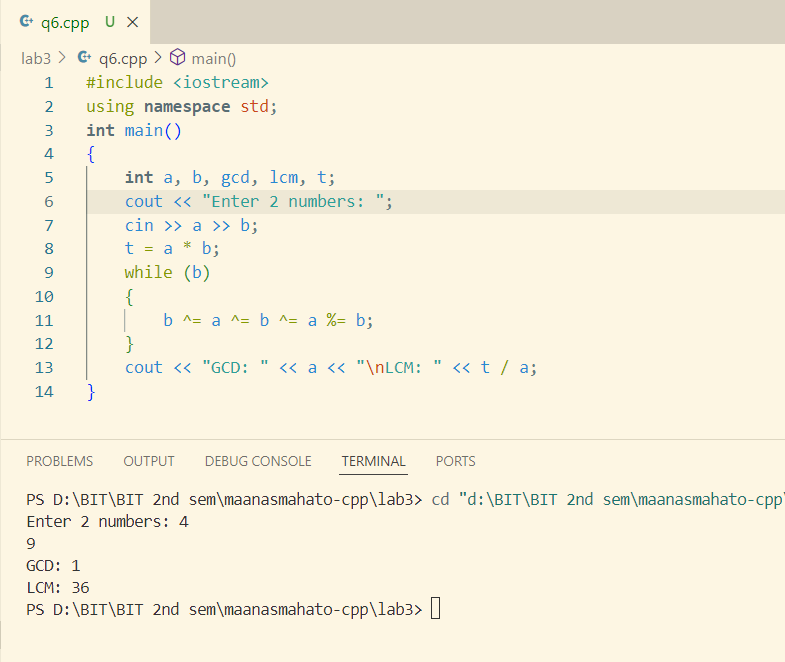 q6.cpp U
lab3 > q6.cpp > main()
1 #include <iostream>
2 using namespace std;
3 int main()
4 {
5     int a, b, gcd, lcm, t;
6     cout << "Enter 2 numbers: ";
7     cin >> a >> b;
8     t = a * b;
9     while (b)
10     {
11         b ^= a ^= b ^= a %= b;
12     }
13     cout << "GCD: " << a << "\nLCM: " << t / a;
14 }
PROBLEMS OUTPUT DEBUG CONSOLE TERMINAL PORTS
PS D:\BIT\BIT 2nd sem\maanasmahato-cpp\lab3> cd "d:\BIT\BIT 2nd sem\maanasmahato-cpp\
Enter 2 numbers: 4
9
GCD: 1
LCM: 36
PS D:\BIT\BIT 2nd sem\maanasmahato-cpp\lab3>